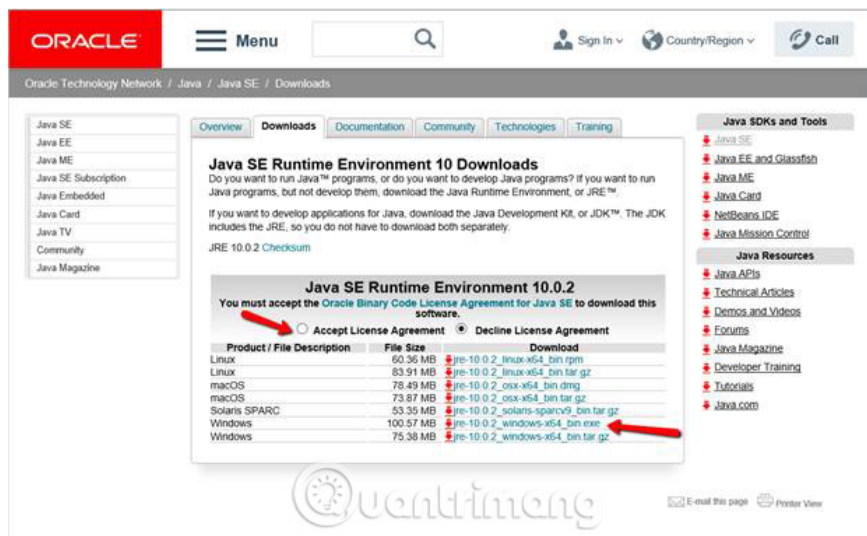 ORACLE
Menu
Sign In
Country/Region
Call
Oracle Technology Network / Java / Java SE / Downloads
Java SE
Java EE
Java ME
Java SE Subscription
Java Embedded
Java Card
Java TV
Community
Java Magazine
Overview Downloads Documentation Community Technologies Training
Java SE Runtime Environment 10 Downloads
Do you want to run Java™ programs, or do you want to develop Java programs? If you want to run
Java programs, but not develop them, download the Java Runtime Environment, or JRE™.
If you want to develop applications for Java, download the Java Development Kit, or JDK™. The JDK
includes the JRE, so you do not have to download both separately.
JRE 10.0.2 Checksum
Java SE Runtime Environment 10.0.2
You must accept the Oracle Binary Code License Agreement for Java SE to download this
software.
Accept License Agreement Decline License Agreement
Product / File Description File Size Download
Linux 60.36 MB jre-10.0.2_linux-x64_bin.rpm
Linux 83.91 MB jre-10.0.2_linux-x64_bin.tar.gz
macOS 78.49 MB jre-10.0.2_osx-x64_bin.dmg
macOS 73.87 MB jre-10.0.2_osx-x64_bin.tar.gz
Solaris SPARC 53.35 MB jre-10.0.2_solaris-sparcv9_bin.tar.gz
Windows 100.57 MB jre-10.0.2_windows-x64_bin.exe
Windows 75.38 MB jre-10.0.2_windows-x64_bin.tar.gz
Java SDKs and Tools
Java SE
Java EE and Glassfish
Java ME
Java Card
NetBeans IDE
Java Mission Control
Java Resources
Java APIs
Technical Articles
Demos and Videos
Forums
Java Magazine
Developer Training
Tutorials
Java.com
Quantrimang
E-mail this page Printer View